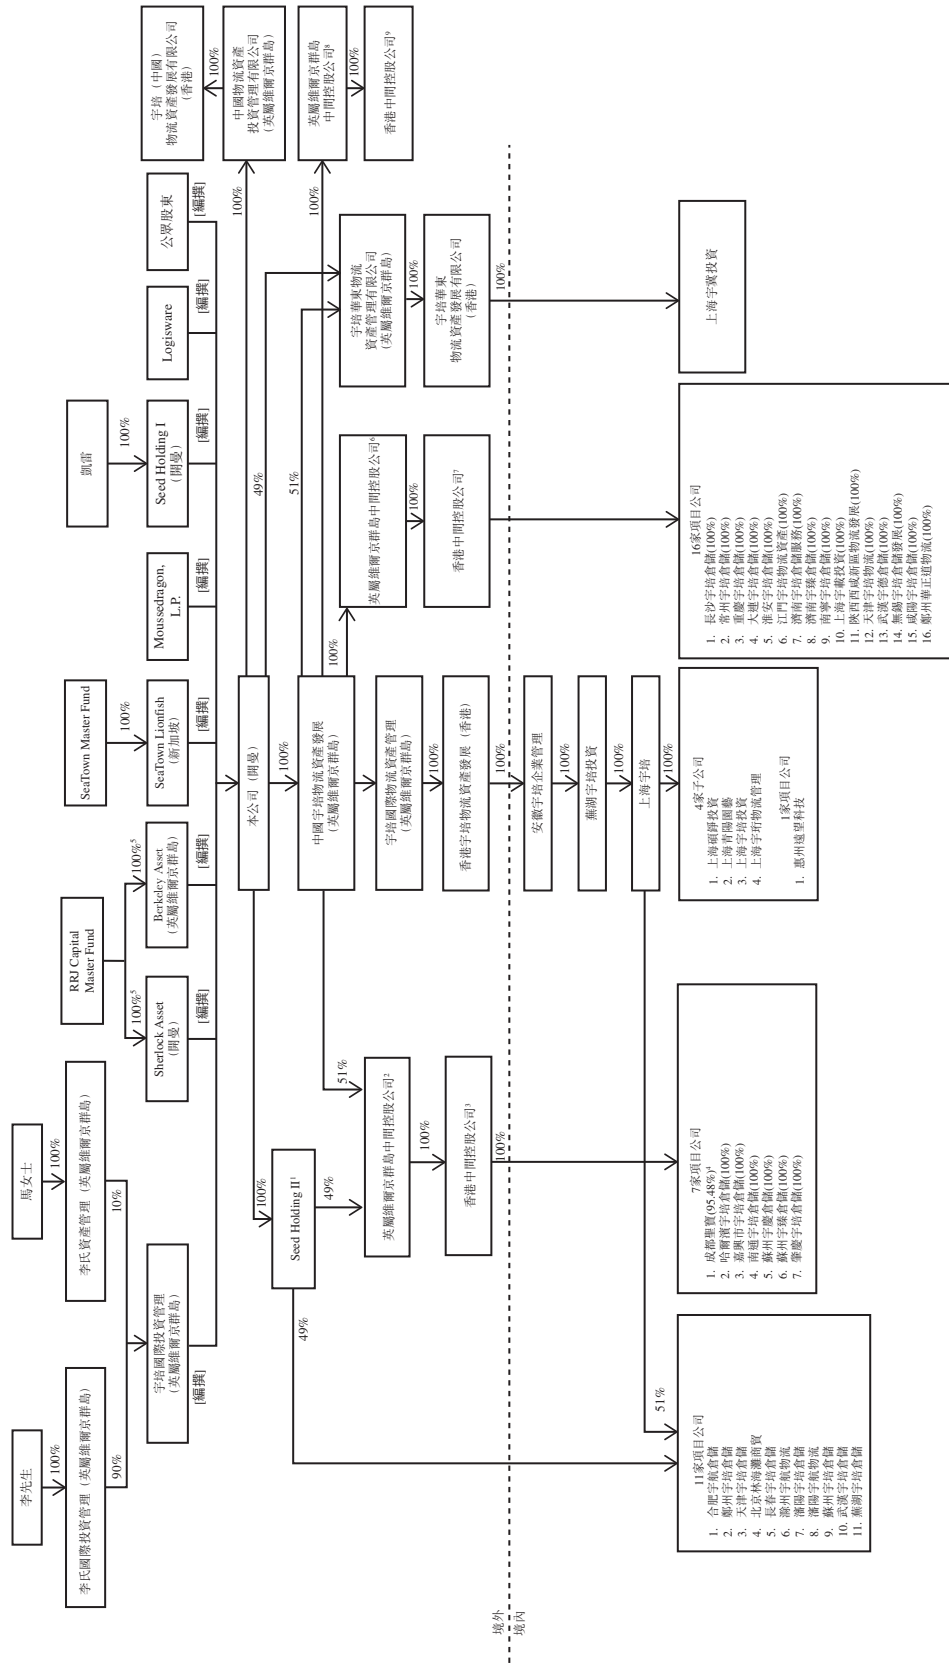 李先生
100%
馬女士
100%
李氏國際投資管理（英屬維爾京群島）
李氏資產管理（英屬維爾京群島）
90%
10%
RRJ Capital
Master Fund
100%⁵
100%⁵
SeaTown Master Fund
100%
凱雷
100%
宇培國際投資管理
（英屬維爾京群島）
[編撰]
Sherlock Asset
（開曼）
[編撰]
Berkeley Asset
（英屬維爾京群島）
[編撰]
SeaTown Lionfish
（新加坡）
[編撰]
Moussedragon,
L.P.
[編撰]
Seed Holding I
（開曼）
[編撰]
Logisware
[編撰]
公眾股東
[編撰]
本公司（開曼）
100%
100%
49%
100%
宇培（中國）
物流資產發展有限公司
（香港）
100%
中國物流資產
投資管理有限公司
（英屬維爾京群島）
Seed Holding II¹
49%
49%
中國宇培物流資產發展
（英屬維爾京群島）
51%
100%
51%
100%
英屬維爾京群島
中間控股公司⁸
100%
香港中間控股公司⁹
英屬維爾京群島中間控股公司²
100%
香港中間控股公司³
100%
宇培國際物流資產管理
（英屬維爾京群島）
100%
香港宇培物流資產發展（香港）
100%
英屬維爾京群島中間控股公司⁶
100%
香港中間控股公司⁷
宇培華東物流
資產管理有限公司
（英屬維爾京群島）
100%
宇培華東
物流資產發展有限公司
（香港）
100%
境外
境內
安徽宇培企業管理
100%
蕪湖宇培投資
100%
上海宇培
100%
51%
11家項目公司
1. 合肥宇航倉儲
2. 鄭州宇培倉儲
3. 天津宇培倉儲
4. 北京林海灘商貿
5. 長春宇培倉儲
6. 滁州宇航物流
7. 瀋陽宇培倉儲
8. 瀋陽宇航物流
9. 蘇州宇培倉儲
10. 武漢宇培倉儲
11. 蕪湖宇培倉儲
7家項目公司
1. 成都聖寶(95.48%)⁴
2. 哈爾濱宇培倉儲(100%)
3. 嘉興市宇培倉儲(100%)
4. 南通宇培倉儲(100%)
5. 蘇州宇慶倉儲(100%)
6. 蘇州宇臻倉儲(100%)
7. 肇慶宇培倉儲(100%)
4家子公司
1. 上海碩錚投資
2. 上海青陽園藝
3. 上海宇培投資
4. 上海宇珩物流管理
1家項目公司
1. 惠州遠望科技
16家項目公司
1. 長沙宇培倉儲(100%)
2. 常州宇培倉儲(100%)
3. 重慶宇培倉儲(100%)
4. 大連宇培倉儲(100%)
5. 淮安宇培倉儲(100%)
6. 江門宇培物流資產(100%)
7. 濟南宇培倉儲服務(100%)
8. 濟南宇臻倉儲(100%)
9. 南寧宇培倉儲(100%)
10. 上海宇載投資(100%)
11. 陝西西咸新區物流發展(100%)
12. 天津宇培物流(100%)
13. 武漢宇德倉儲(100%)
14. 無錫宇培倉儲發展(100%)
15. 咸陽宇培倉儲(100%)
16. 鄭州華正道物流(100%)
上海宇冀投資